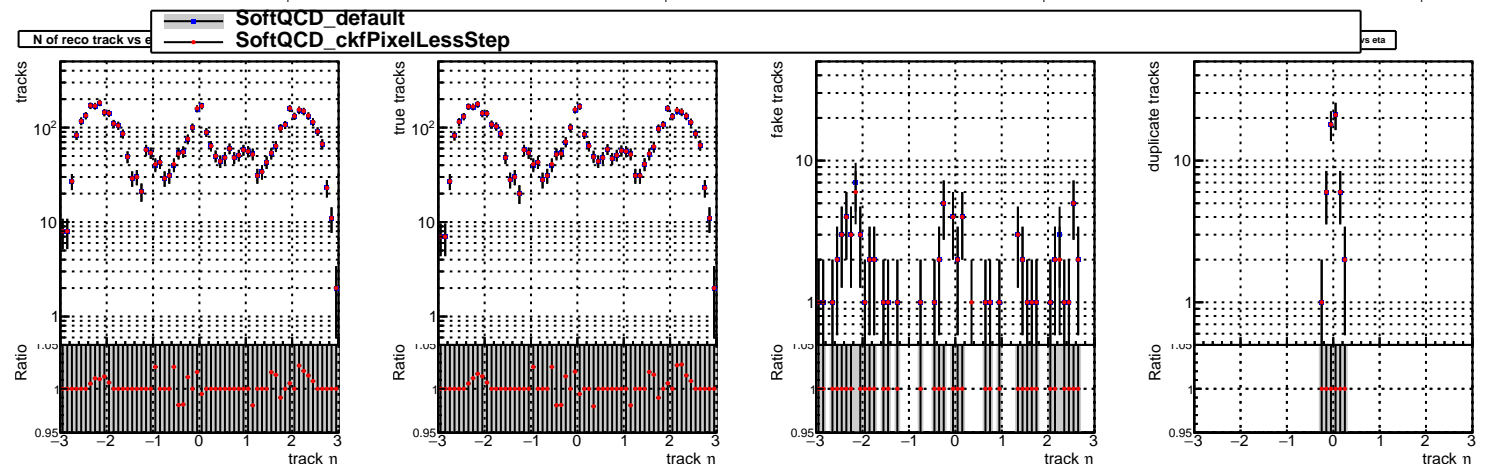 SoftQCD_default
SoftQCD_ckfPixelLessStep
N of reco track vs e
vs eta
tracks
10²
10
1
1.05
Ratio
1
0.95
−3 −2 −1 0 1 2 3
track η
true tracks
10²
10
1
1.05
Ratio
1
0.95
−3 −2 −1 0 1 2 3
track η
fake tracks
10
1
1.05
Ratio
1
0.95
−3 −2 −1 0 1 2 3
track η
duplicate tracks
10
1
1.05
Ratio
1
0.95
−3 −2 −1 0 1 2 3
track η